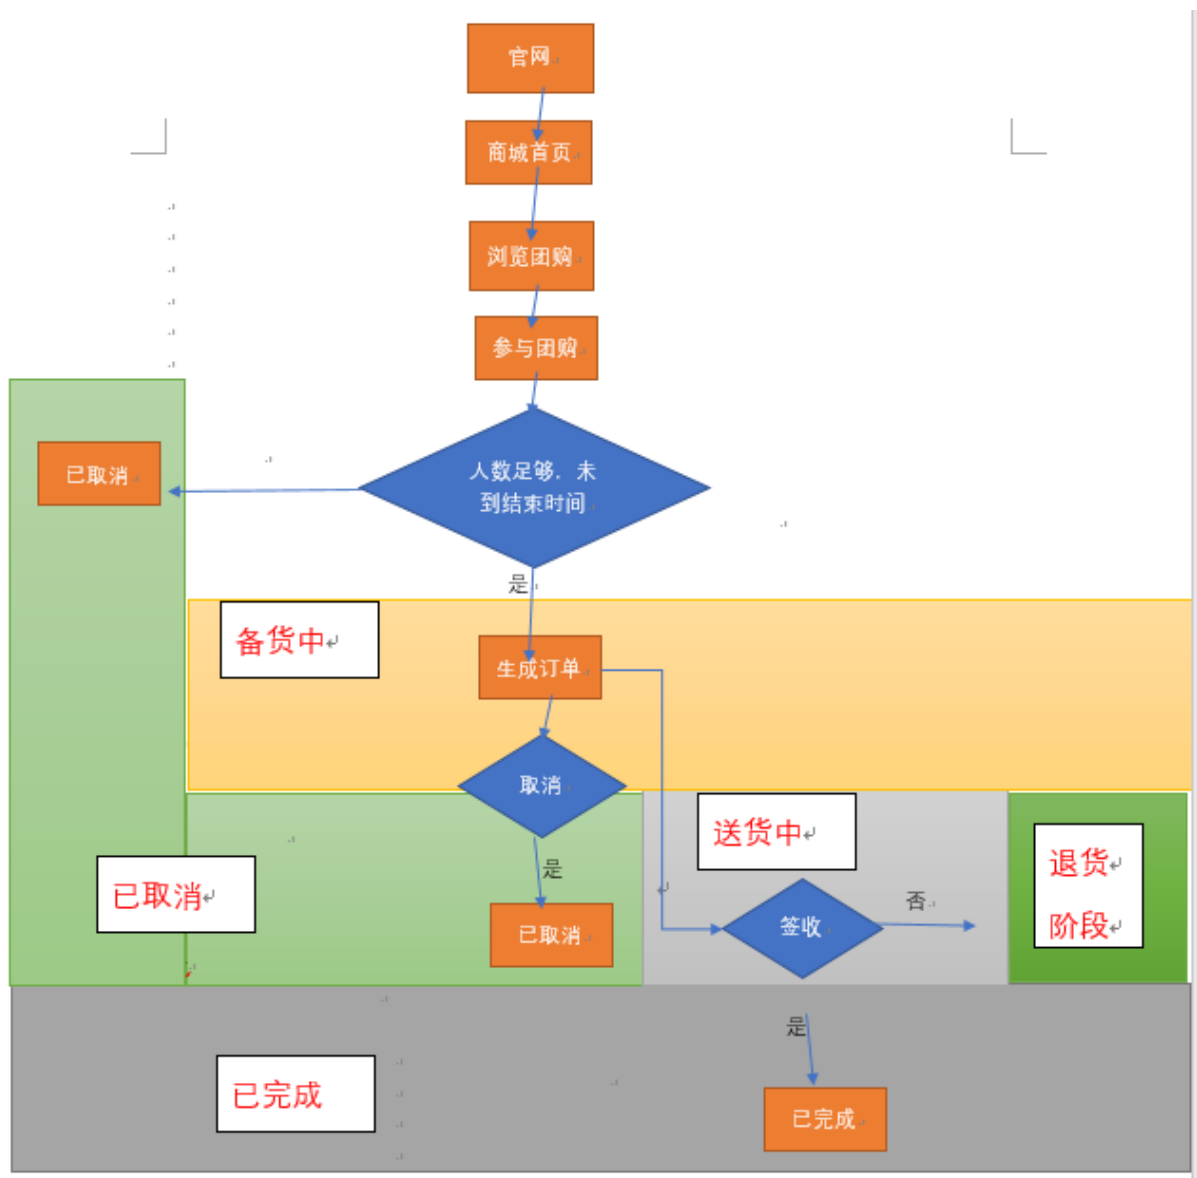 官网
商城首页
浏览团购
参与团购
人数足够，未
到结束时间
已取消
是
备货中
生成订单
取消
送货中
退货
阶段
是
已取消
签收
否
已取消
是
已完成
已完成